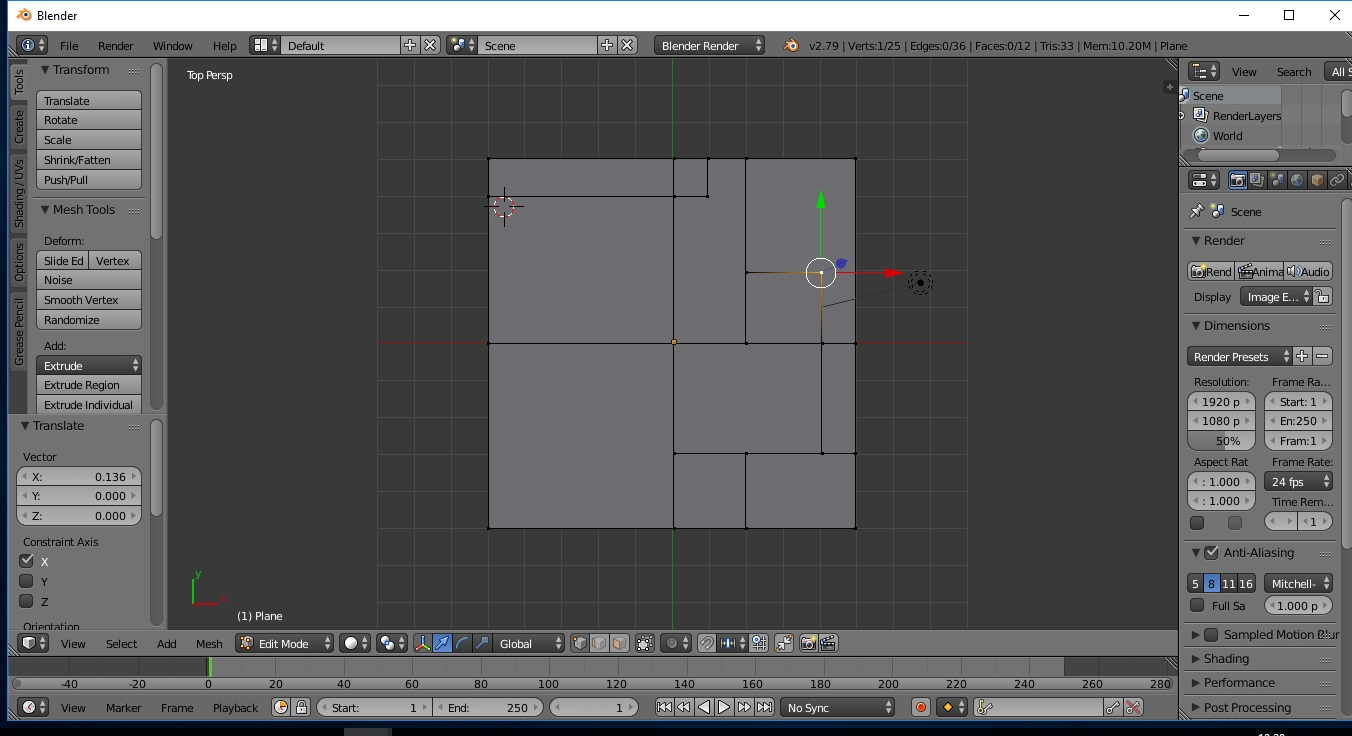 Blender
File Render Window Help Default Scene Blender Render v2.79 | Verts:1/25 | Edges:0/36 | Faces:0/12 | Tris:33 | Mem:10.20M | Plane
Tools
Create
Shading / UVs
Options
Grease Pencil
Transform
Translate
Rotate
Scale
Shrink/Fatten
Push/Pull
Mesh Tools
Deform:
Slide Ed Vertex
Noise
Smooth Vertex
Randomize
Add:
Extrude
Extrude Region
Extrude Individual
Translate
Vector
X: 0.136
Y: 0.000
Z: 0.000
Constraint Axis
X
Y
Z
Orientation
Top Persp
y
x
(1) Plane
View Select Add Mesh Edit Mode Global
-40 -20 0 20 40 60 80 100 120 140 160 180 200 220 240 260 280
View Marker Frame Playback Start: 1 End: 250 1 No Sync
View Search All S
Scene
RenderLayers
World
Scene
Render
Rend Anima Audio
Display Image E...
Dimensions
Render Presets
Resolution: Frame Ra...
1920 p Start: 1
1080 p En:250
50% Fram:1
Aspect Rat Frame Rate:
: 1.000 24 fps
: 1.000 Time Rem...
1
Anti-Aliasing
5 8 11 16 Mitchell-
Full Sa 1.000 p
Sampled Motion Blur
Shading
Performance
Post Processing